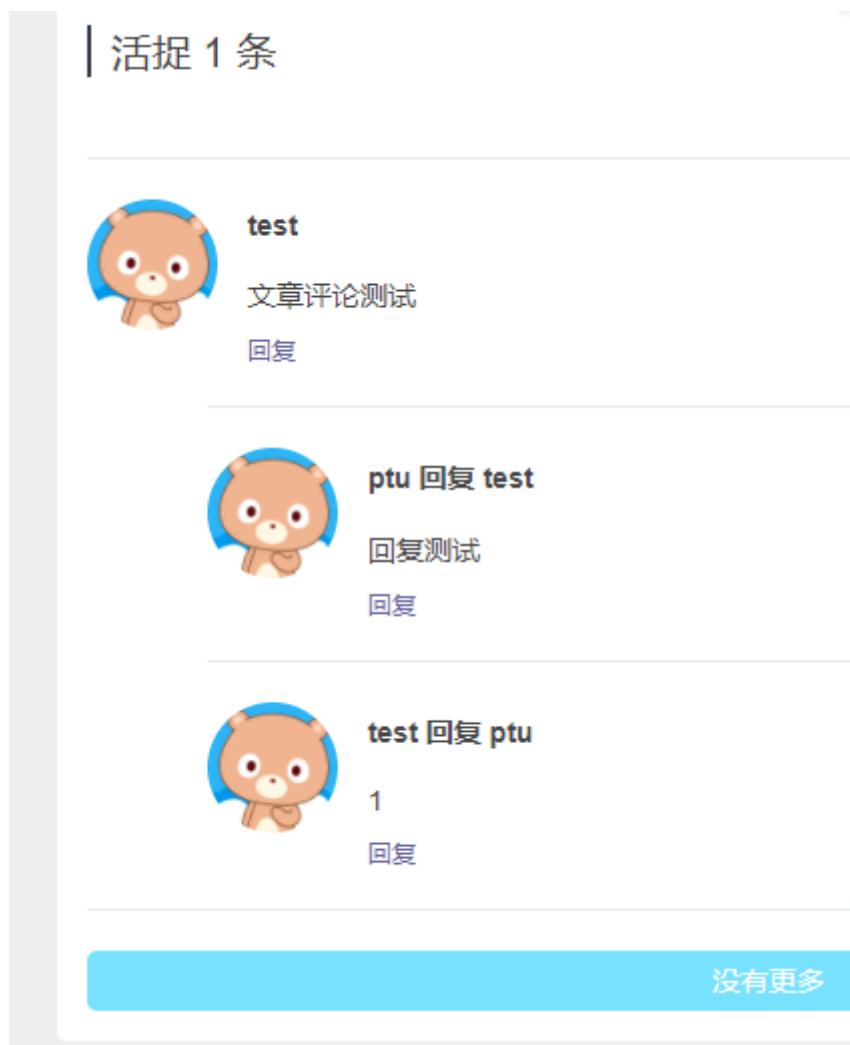 活捉 1 条
test
文章评论测试
回复
ptu 回复 test
回复测试
回复
test 回复 ptu
1
回复
没有更多